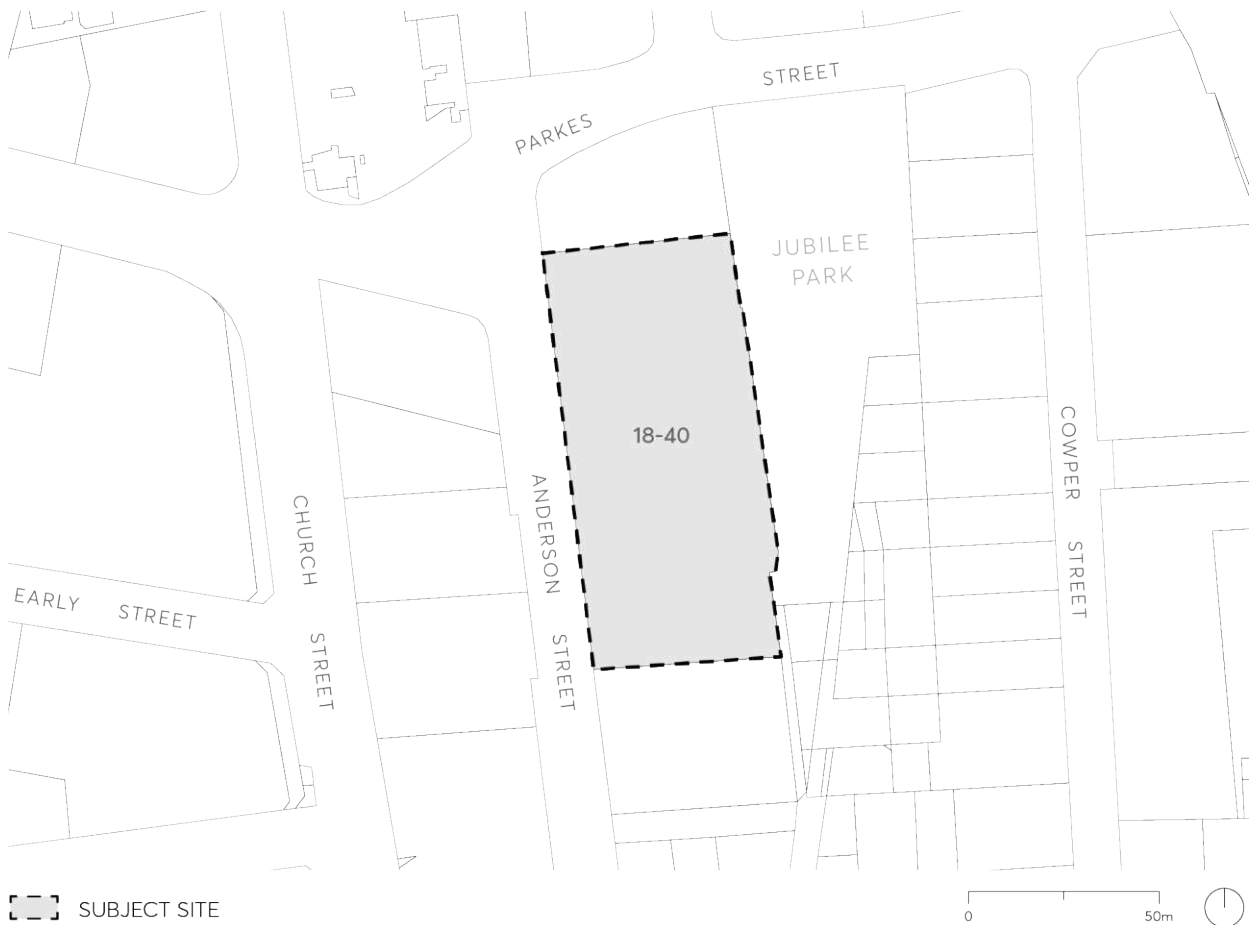 STREET
PARKES
JUBILEE
PARK
18-40
ANDERSON
STREET
CHURCH
STREET
COWPER
STREET
EARLY STREET
SUBJECT SITE
0 50m